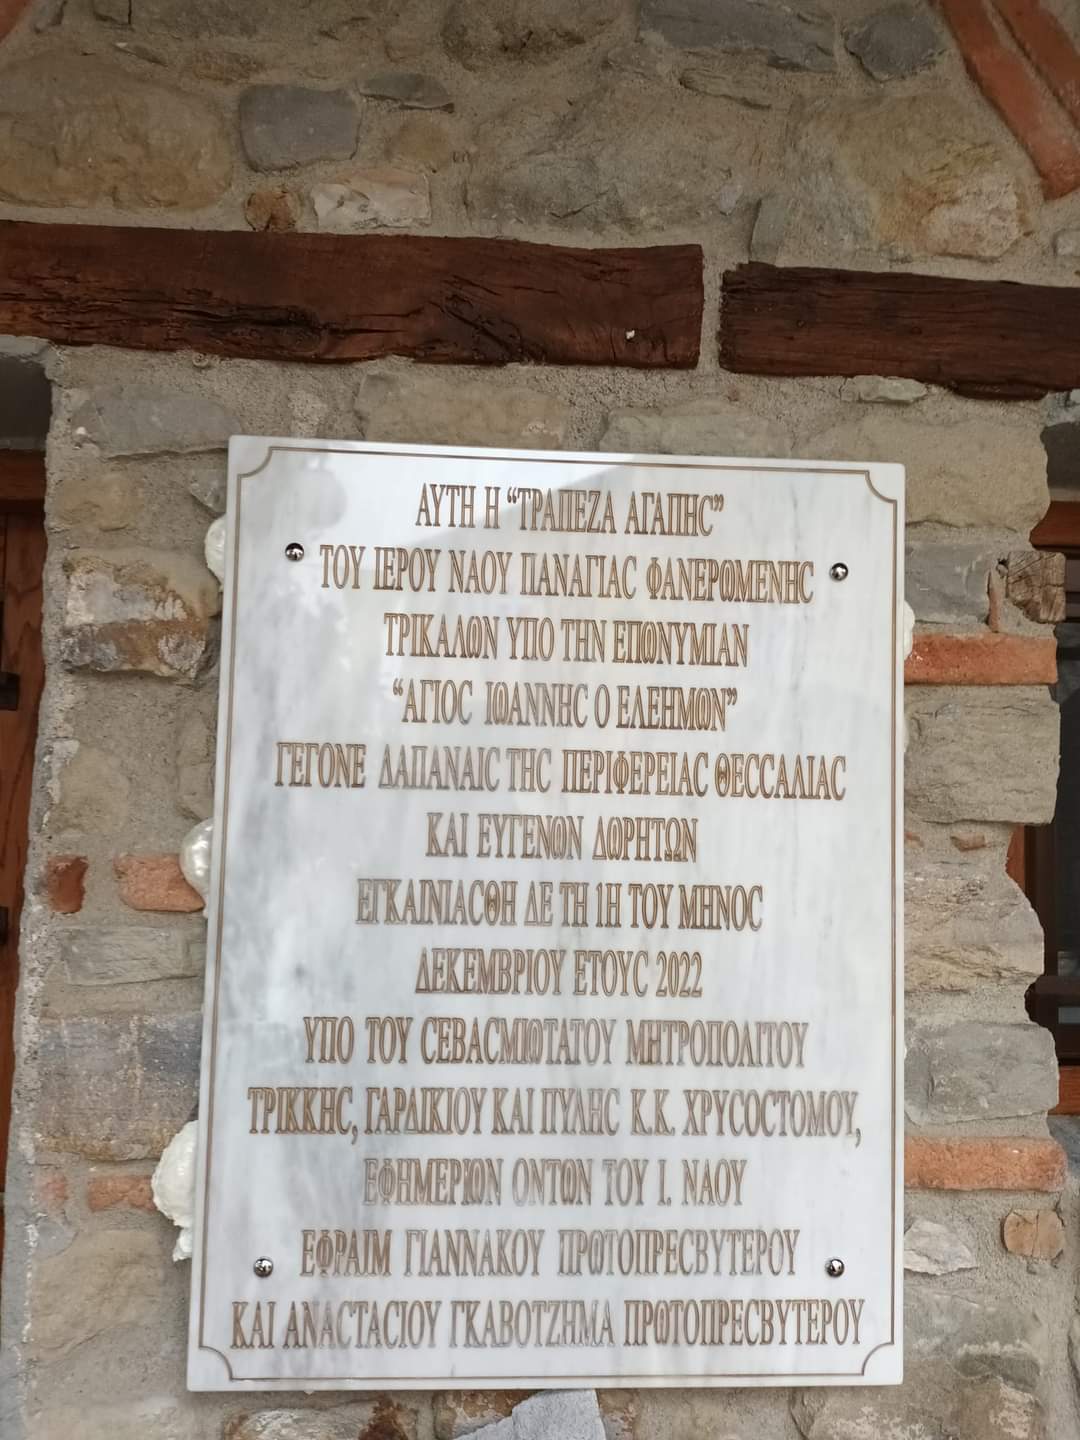 ΑΥΤΗ Η “ΤΡΑΠΕΖΑ ΑΓΑΠΗϹ”
ΤΟΥ ΙΕΡΟΥ ΝΑΟΥ ΠΑΝΑΓΙΑϹ ΦΑΝΕΡΩΜΕΝΗϹ
ΤΡΙΚΑΛΩΝ ΥΠΟ ΤΗΝ ΕΠΩΝΥΜΙΑΝ
“ΑΓΙΟϹ ΙΩΑΝΝΗϹ Ο ΕΛΕΗΜΩΝ”
ΓΕΓΟΝΕ ΔΑΠΑΝΑΙϹ ΤΗϹ ΠΕΡΙΦΕΡΕΙΑϹ ΘΕϹϹΑΛΙΑϹ
ΚΑΙ ΕΥΓΕΝΩΝ ΔΩΡΗΤΩΝ
ΕΓΚΑΙΝΙΑϹΘΗ ΔΕ ΤΗ 1Η ΤΟΥ ΜΗΝΟϹ
ΔΕΚΕΜΒΡΙΟΥ ΕΤΟΥϹ 2022
ΥΠΟ ΤΟΥ ϹΕΒΑϹΜΙΩΤΑΤΟΥ ΜΗΤΡΟΠΟΛΙΤΟΥ
ΤΡΙΚΚΗϹ, ΓΑΡΔΙΚΙΟΥ ΚΑΙ ΠΥΛΗϹ Κ.Κ. ΧΡΥϹΟϹΤΟΜΟΥ,
ΕΦΗΜΕΡΙΩΝ ΟΝΤΩΝ ΤΟΥ Ι. ΝΑΟΥ
ΕΦΡΑΙΜ ΓΙΑΝΝΑΚΟΥ ΠΡΩΤΟΠΡΕϹΒΥΤΕΡΟΥ
ΚΑΙ ΑΝΑϹΤΑϹΙΟΥ ΓΚΑΒΟΤΖΗΜΑ ΠΡΩΤΟΠΡΕϹΒΥΤΕΡΟΥ